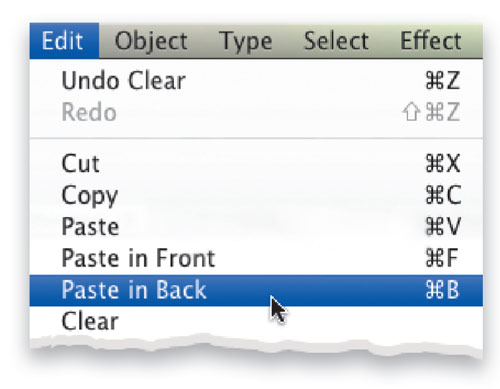 Edit Object Type Select Effect
Undo Clear ⌘Z
Redo ⇧⌘Z
Cut ⌘X
Copy ⌘C
Paste ⌘V
Paste in Front ⌘F
Paste in Back ⌘B
Clear